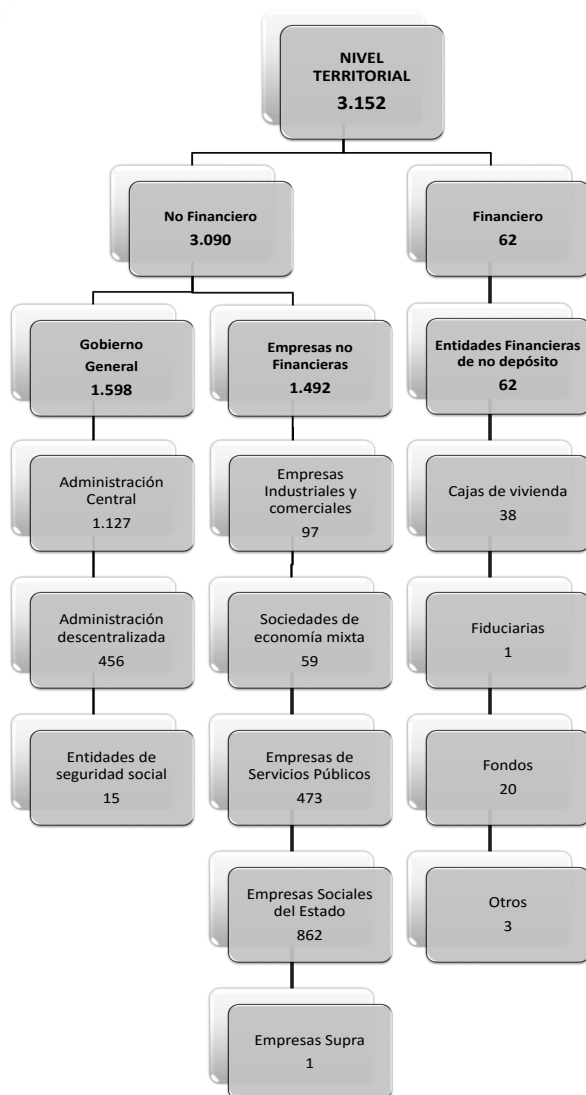 NIVEL
TERRITORIAL
3.152
No Financiero
3.090
Financiero
62
Gobierno
General
1.598
Empresas no
Financieras
1.492
Entidades Financieras
de no depósito
62
Administración
Central
1.127
Empresas
Industriales y
comerciales
97
Cajas de vivienda
38
Administración
descentralizada
456
Sociedades de
economía mixta
59
Fiduciarias
1
Entidades de
seguridad social
15
Empresas de
Servicios Públicos
473
Fondos
20
Empresas Sociales
del Estado
862
Otros
3
Empresas Supra
1